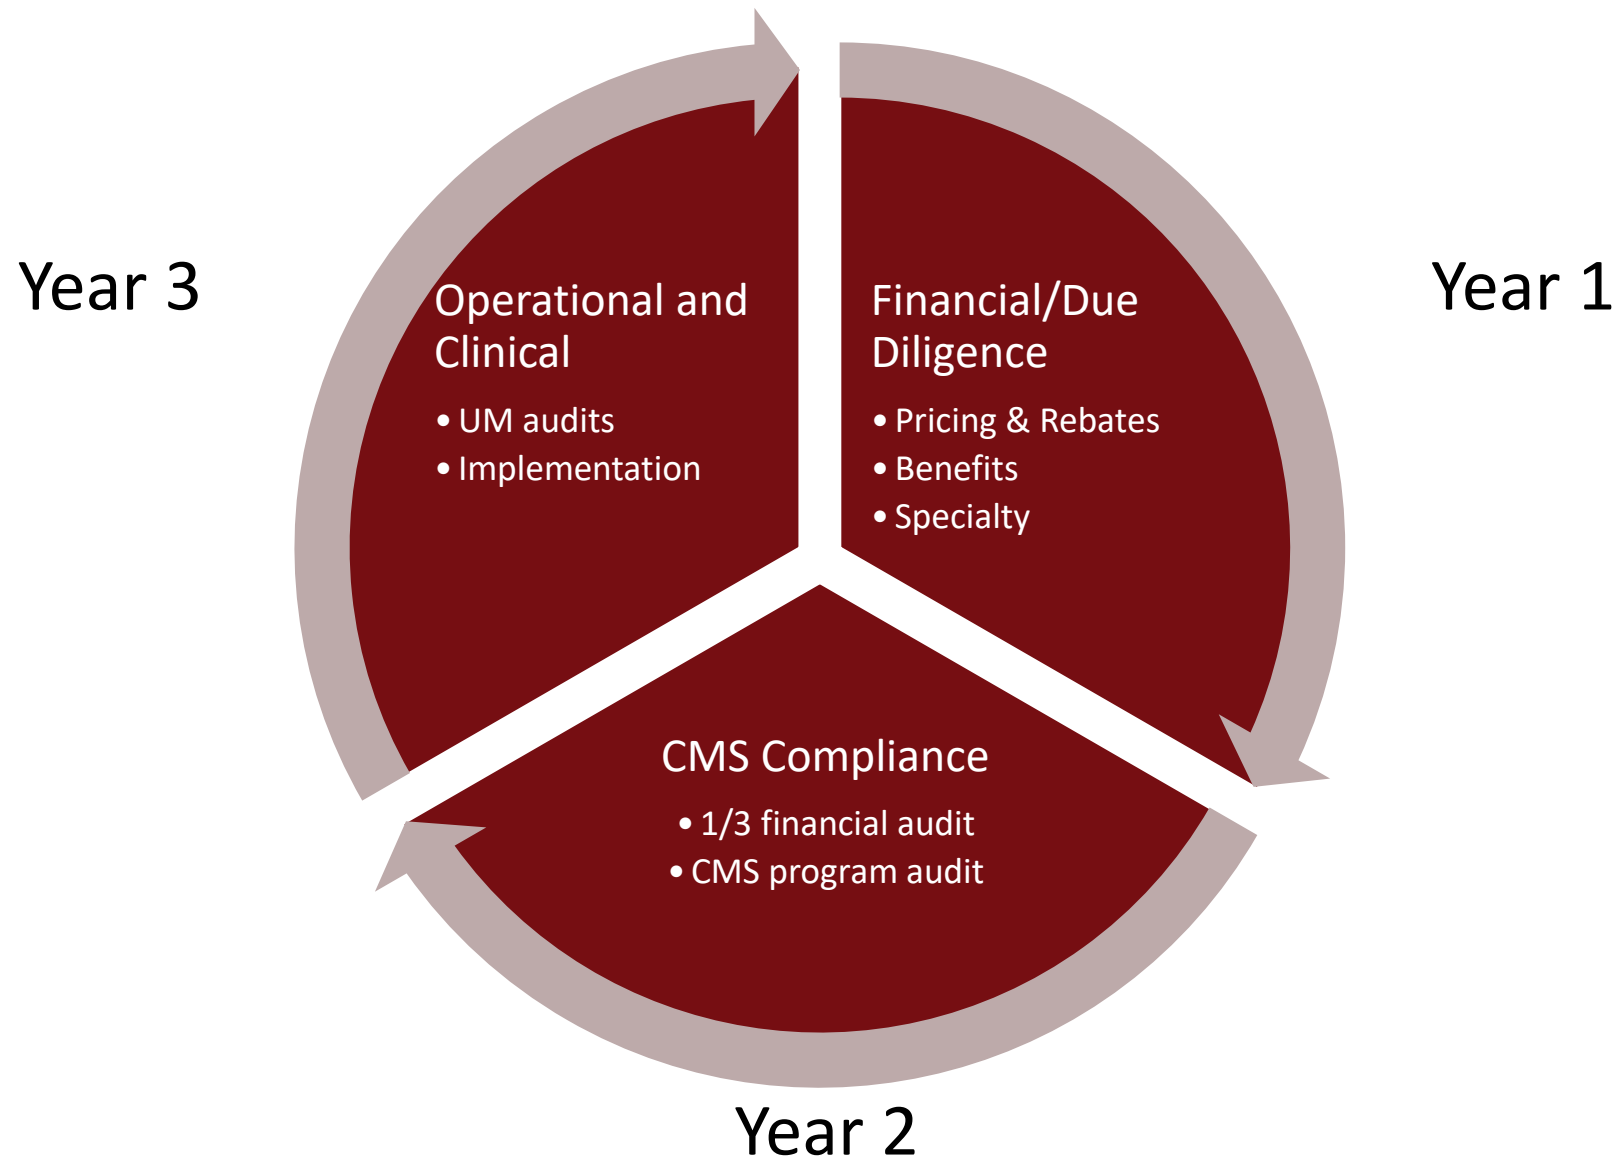 Year 1
Financial/Due
Diligence
• Pricing & Rebates
• Benefits
• Specialty
Year 2
CMS Compliance
• 1/3 financial audit
• CMS program audit
Year 3
Operational and
Clinical
• UM audits
• Implementation